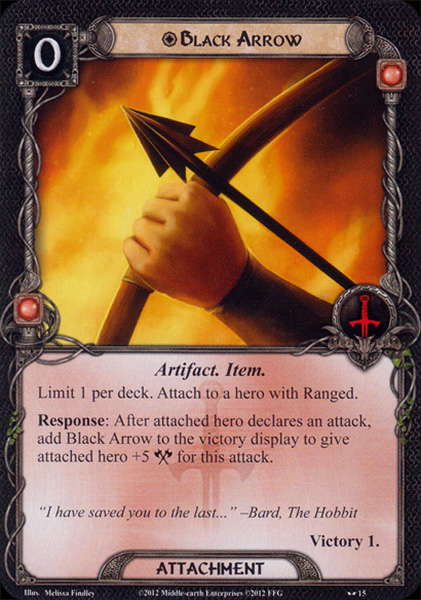 0
Black Arrow
Artifact. Item.
Limit 1 per deck. Attach to a hero with Ranged.
Response: After attached hero declares an attack,
add Black Arrow to the victory display to give
attached hero +5 for this attack.
“I have saved you to the last...” –Bard, The Hobbit
Victory 1.
ATTACHMENT
Illus. Melissa Findley ©2012 Middle-earth Enterprises ©2012 FFG 15